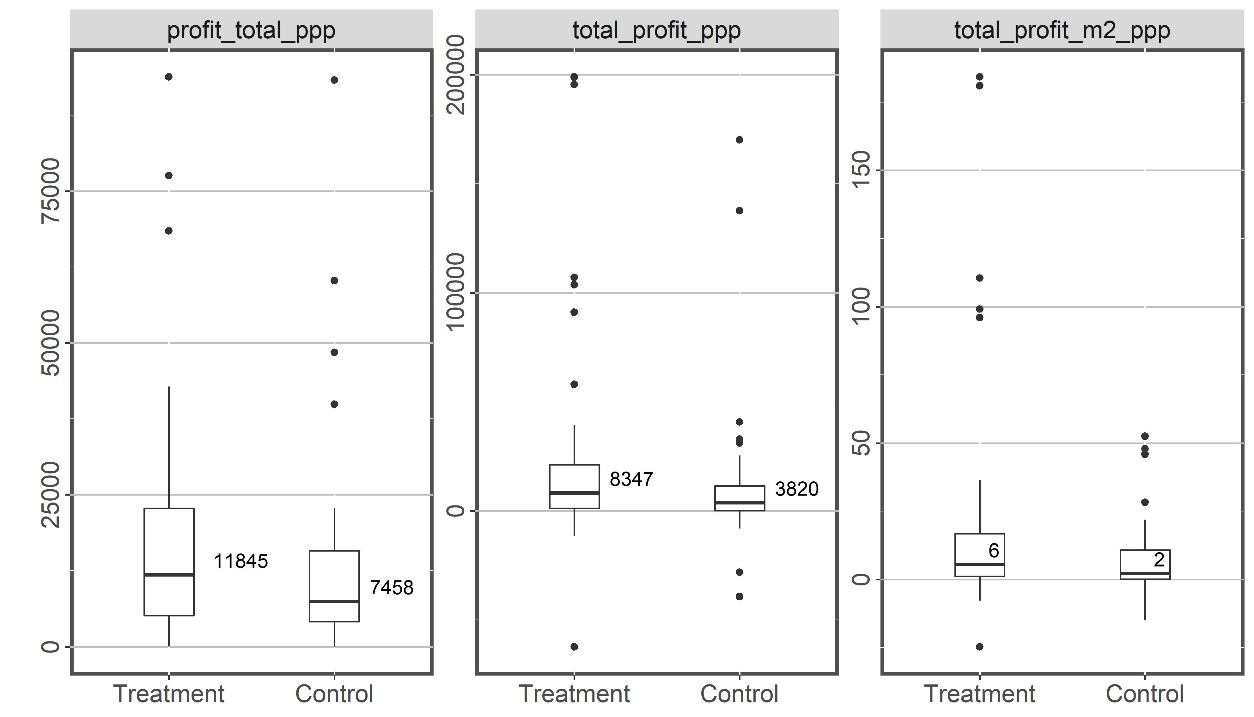 profit_total_ppp
75000
50000
25000
0
11845
7458
Treatment
Control
total_profit_ppp
200000
100000
0
8347
3820
Treatment
Control
total_profit_m2_ppp
150
100
50
0
6
2
Treatment
Control